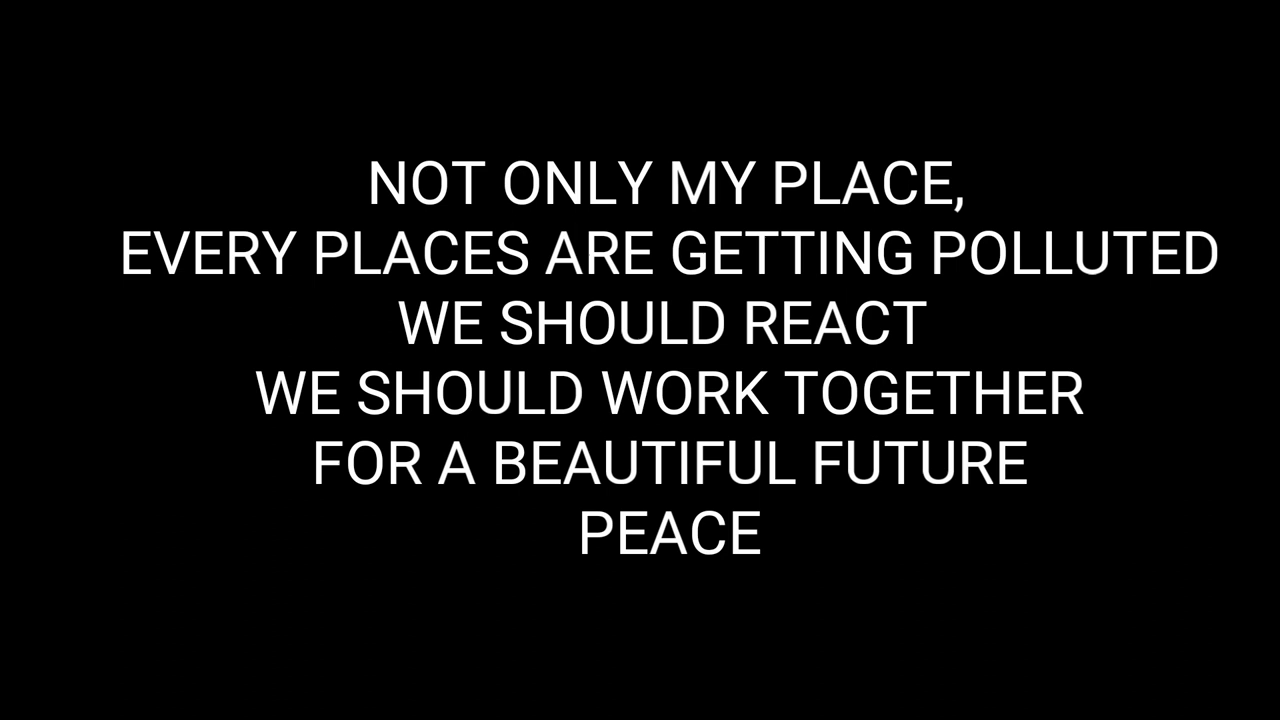 NOT ONLY MY PLACE,
EVERY PLACES ARE GETTING POLLUTED
WE SHOULD REACT
WE SHOULD WORK TOGETHER
FOR A BEAUTIFUL FUTURE
PEACE